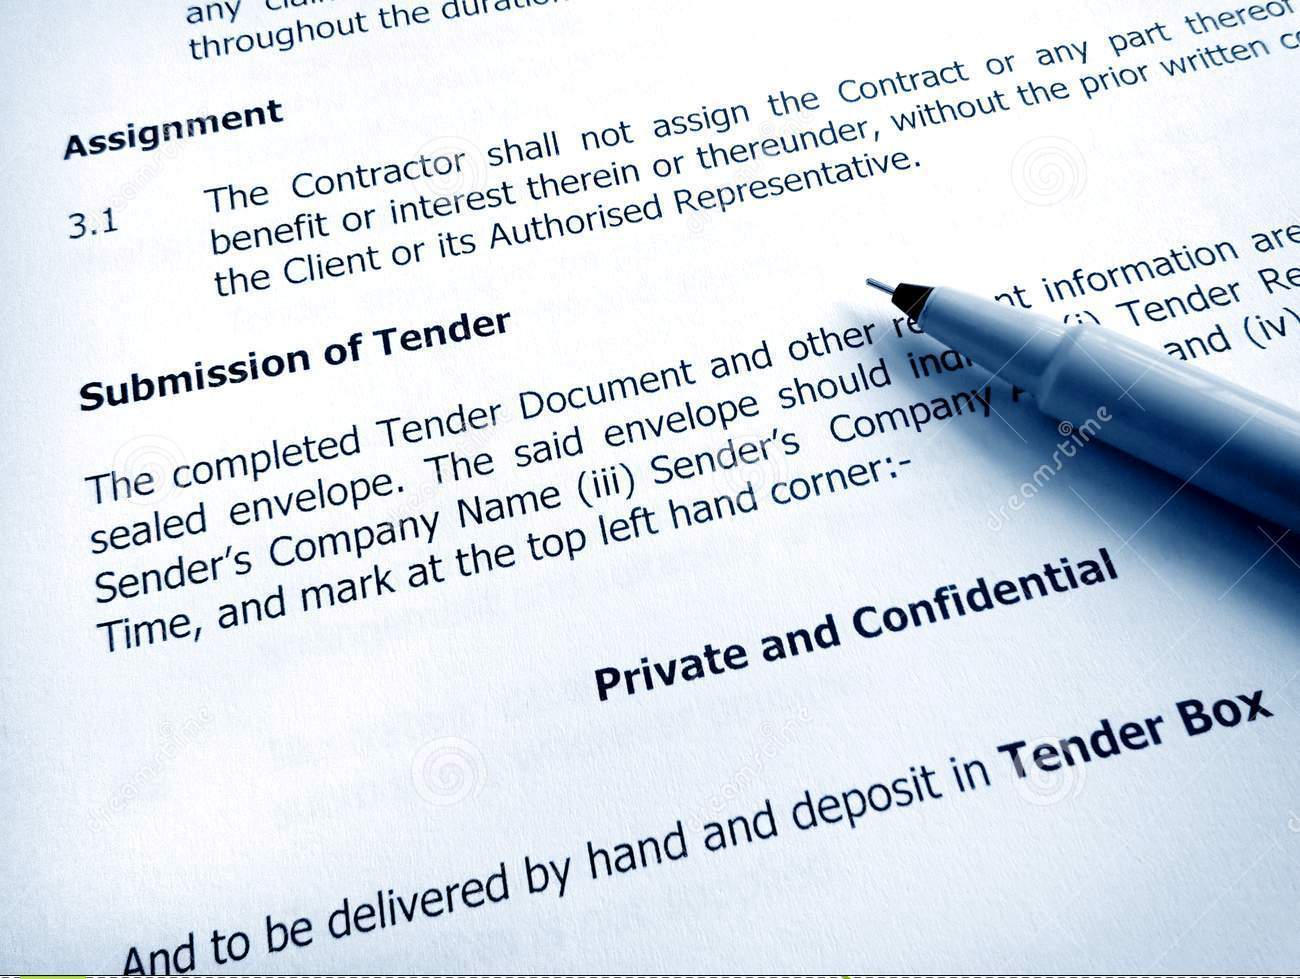 any
throughout the
Assignment
3.1 The Contractor shall not assign the Contract or any part thereof
benefit or interest therein or thereunder, without the prior written
the Client or its Authorised Representative.
Submission of Tender
The completed Tender Document and other information are
sealed envelope. The said envelope should (i) Tender
Sender's Company Name (iii) Sender's Company and (iv)
Time, and mark at the top left hand corner:-
Private and Confidential
And to be delivered by hand and deposit in Tender Box
dreamstime